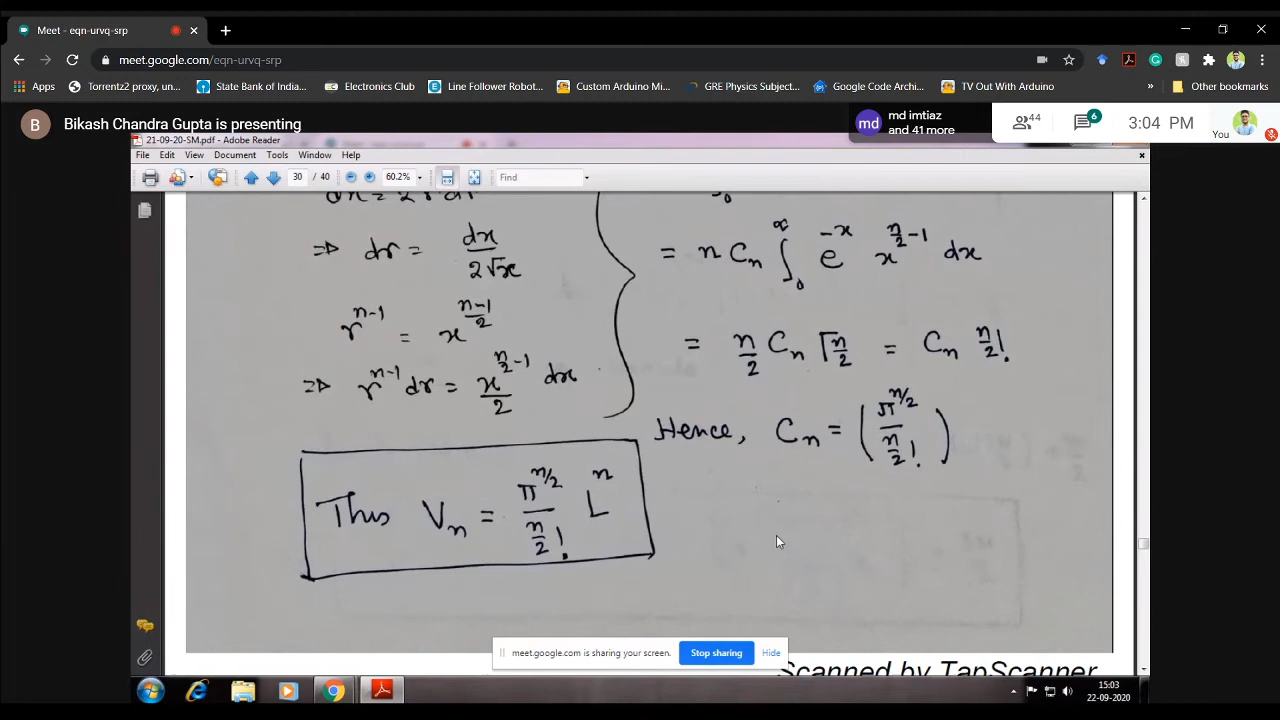 Meet - eqn-urvq-srp
meet.google.com/eqn-urvq-srp
Apps Torrentz2 proxy, un... State Bank of India... Electronics Club Line Follower Robot... Custom Arduino Mi... GRE Physics Subject... Google Code Archi... TV Out With Arduino » Other bookmarks
B Bikash Chandra Gupta is presenting
md md imtiaz and 41 more
44 6 3:04 PM
You
21-09-20-SM.pdf - Adobe Reader
File Edit View Document Tools Window Help
30 / 40 60.2% Find
dx = 2 r dr
⇒ dr = dx / 2√x
r^{n-1} = x^{(n-1)/2}
⇒ r^{n-1} dr = x^{n/2 -1} / 2 dx
= n C_n ∫_0^∞ e^{-x} x^{n/2 -1} dx
= n/2 C_n Γn/2 = C_n n/2!
Hence, C_n = (π^{n/2} / n/2!)
Thus V_n = π^{n/2} / n/2! L^n
meet.google.com is sharing your screen. Stop sharing Hide
Scanned by TapScanner
15:03
22-09-2020